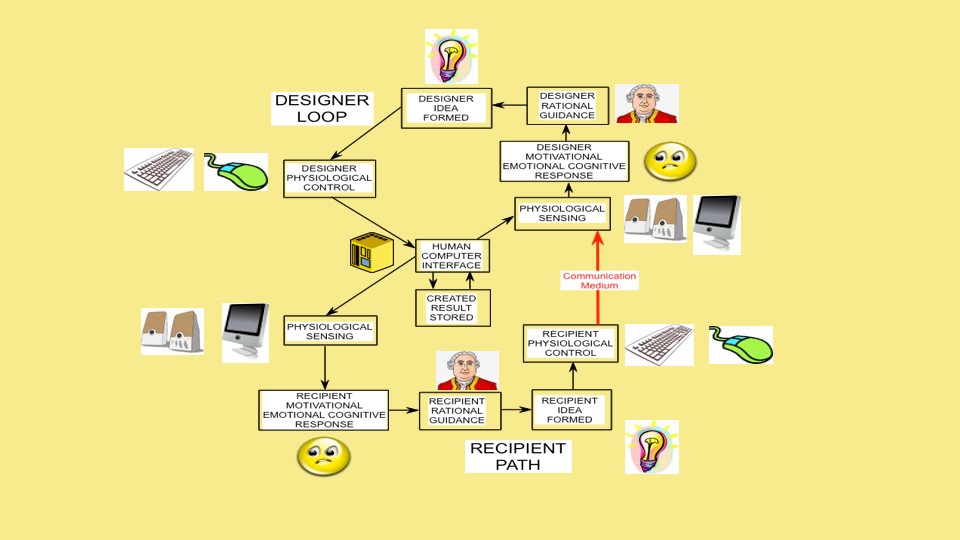 DESIGNER
LOOP
DESIGNER
IDEA
FORMED
DESIGNER
RATIONAL
GUIDANCE
DESIGNER
MOTIVATIONAL
EMOTIONAL COGNITIVE
RESPONSE
DESIGNER
PHYSIOLOGICAL
CONTROL
PHYSIOLOGICAL
SENSING
HUMAN
COMPUTER
INTERFACE
Communication
Medium
CREATED
RESULT
STORED
PHYSIOLOGICAL
SENSING
RECIPIENT
PHYSIOLOGICAL
CONTROL
RECIPIENT
MOTIVATIONAL
EMOTIONAL COGNITIVE
RESPONSE
RECIPIENT
RATIONAL
GUIDANCE
RECIPIENT
IDEA
FORMED
RECIPIENT
PATH